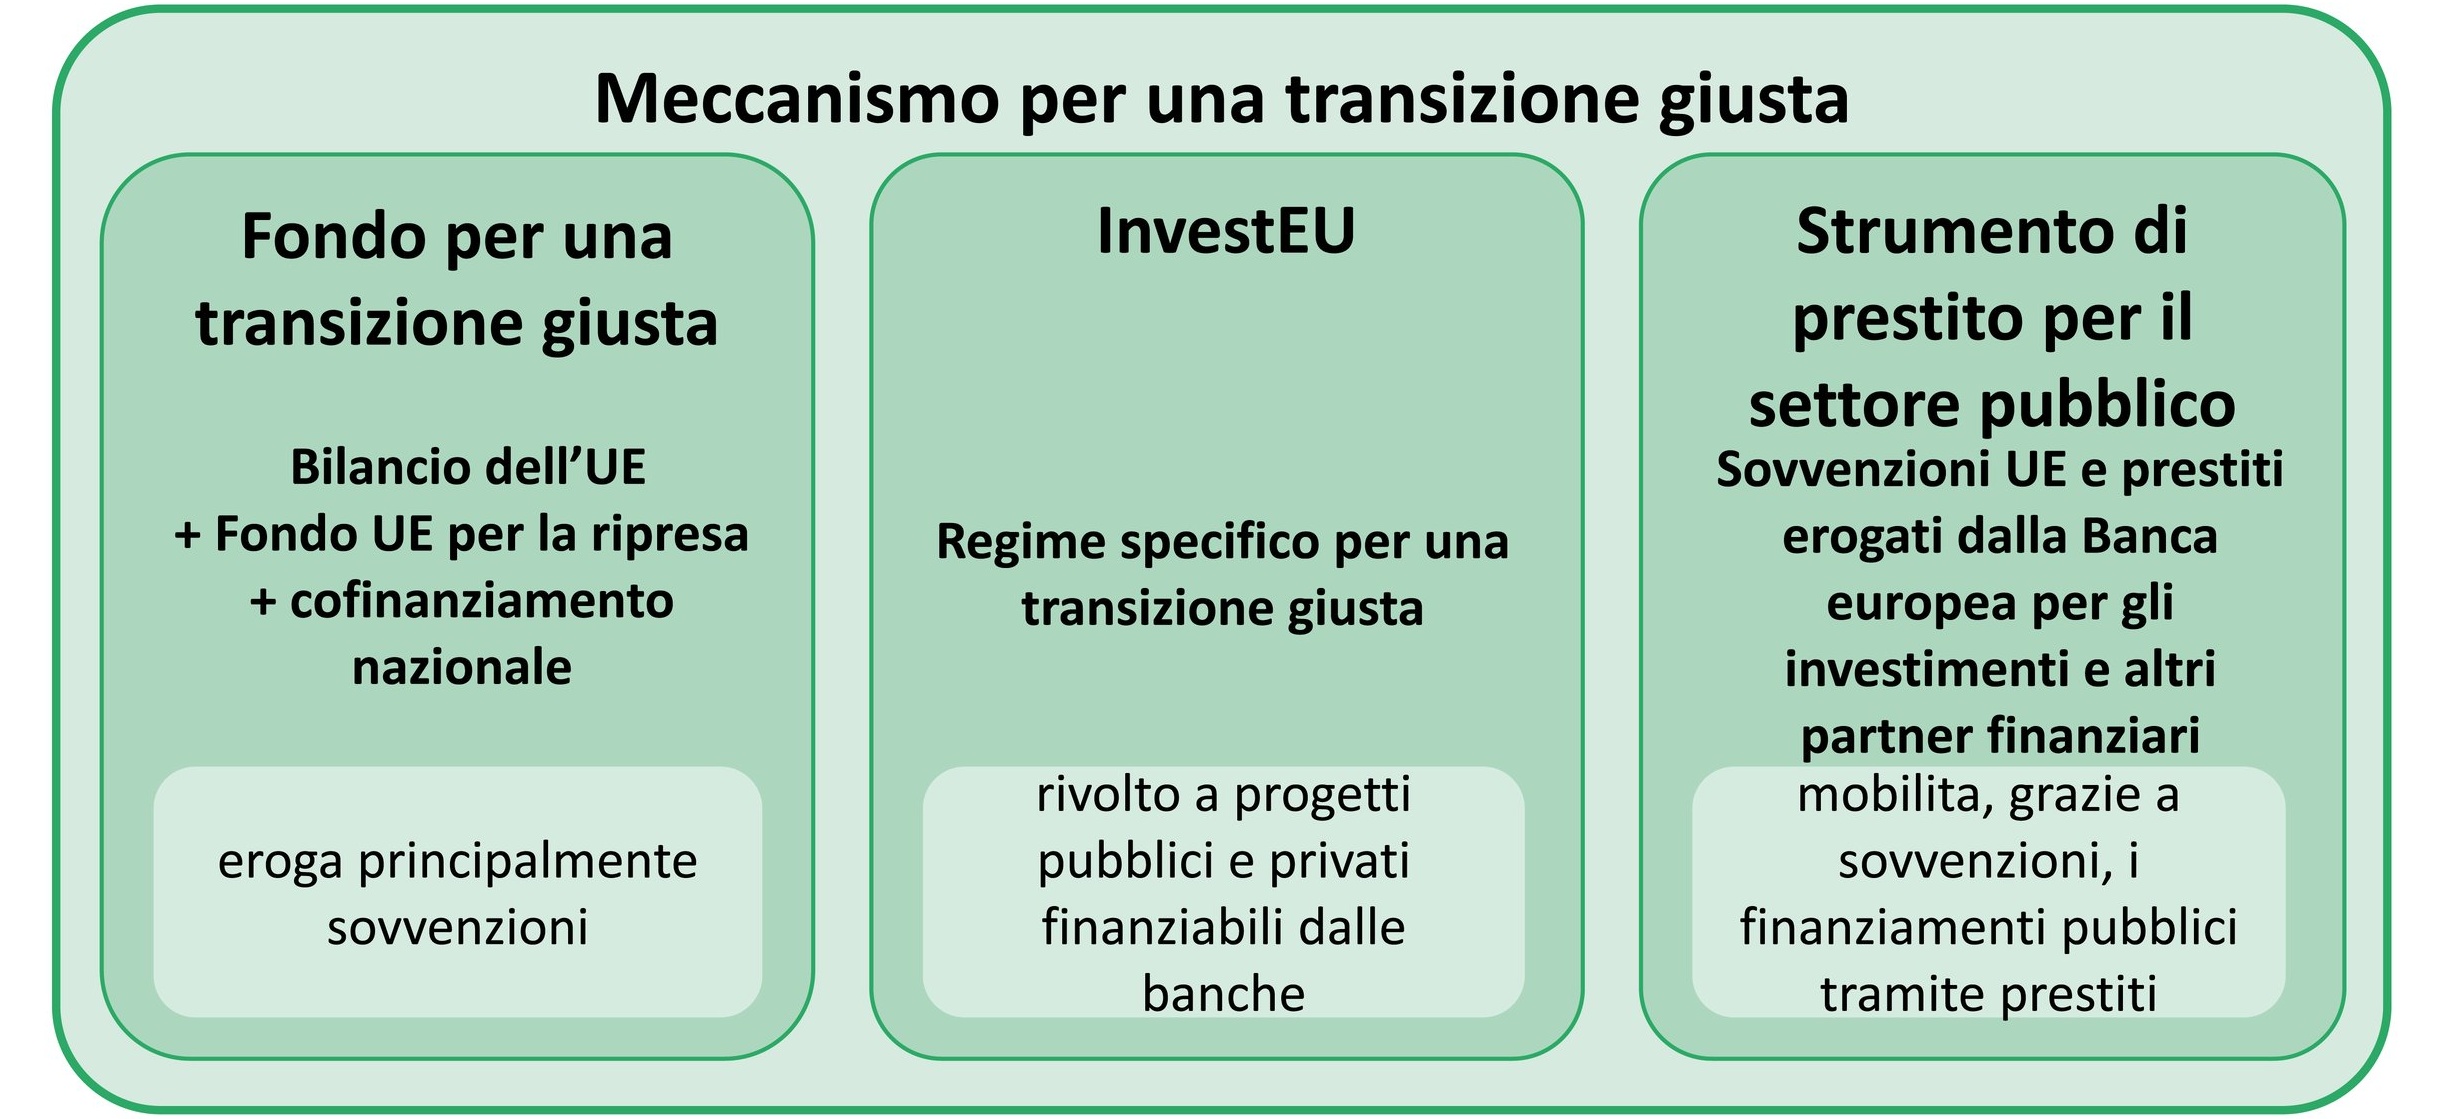 Meccanismo per una transizione giusta
Fondo per una
transizione giusta
Bilancio dell’UE
+ Fondo UE per la ripresa
+ cofinanziamento
nazionale
eroga principalmente
sovvenzioni
InvestEU
Regime specifico per una
transizione giusta
rivolto a progetti
pubblici e privati
finanziabili dalle
banche
Strumento di
prestito per il
settore pubblico
Sovvenzioni UE e prestiti
erogati dalla Banca
europea per gli
investimenti e altri
partner finanziari
mobilita, grazie a
sovvenzioni, i
finanziamenti pubblici
tramite prestiti